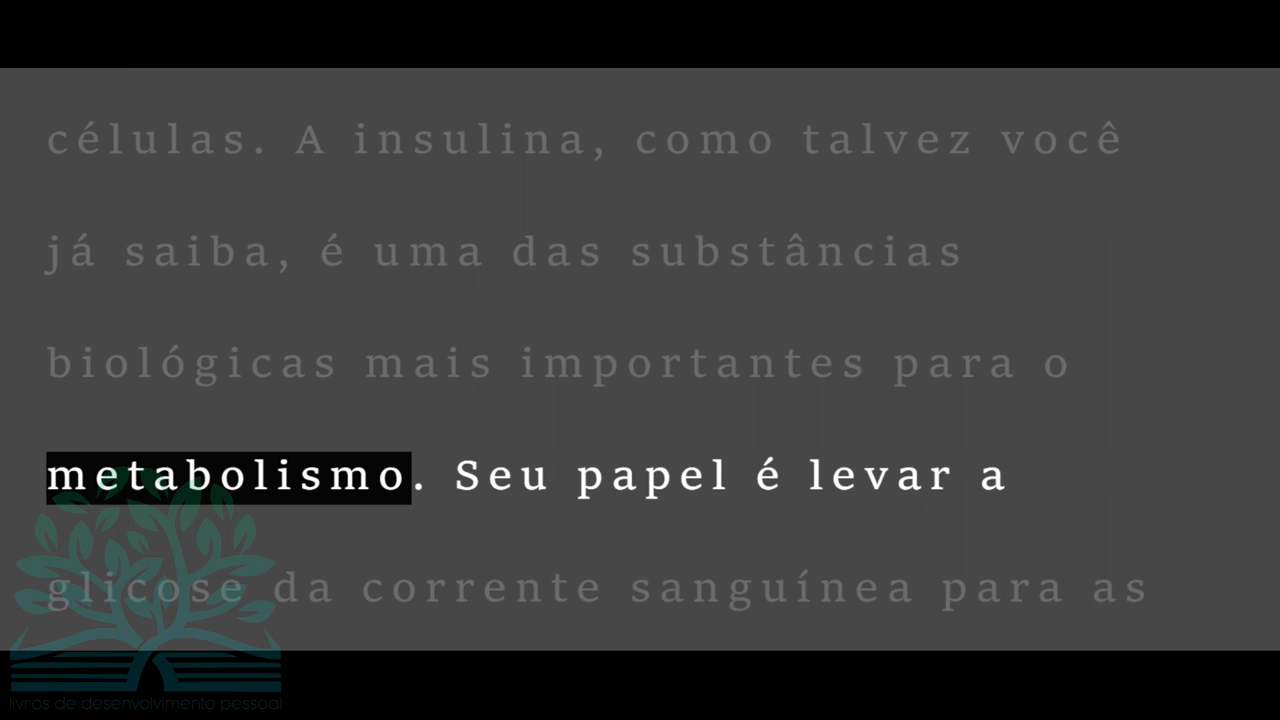 células. A insulina, como talvez você
já saiba, é uma das substâncias
biológicas mais importantes para o
metabolismo. Seu papel é levar a
glicose da corrente sanguínea para as
livros de desenvolvimento pessoal